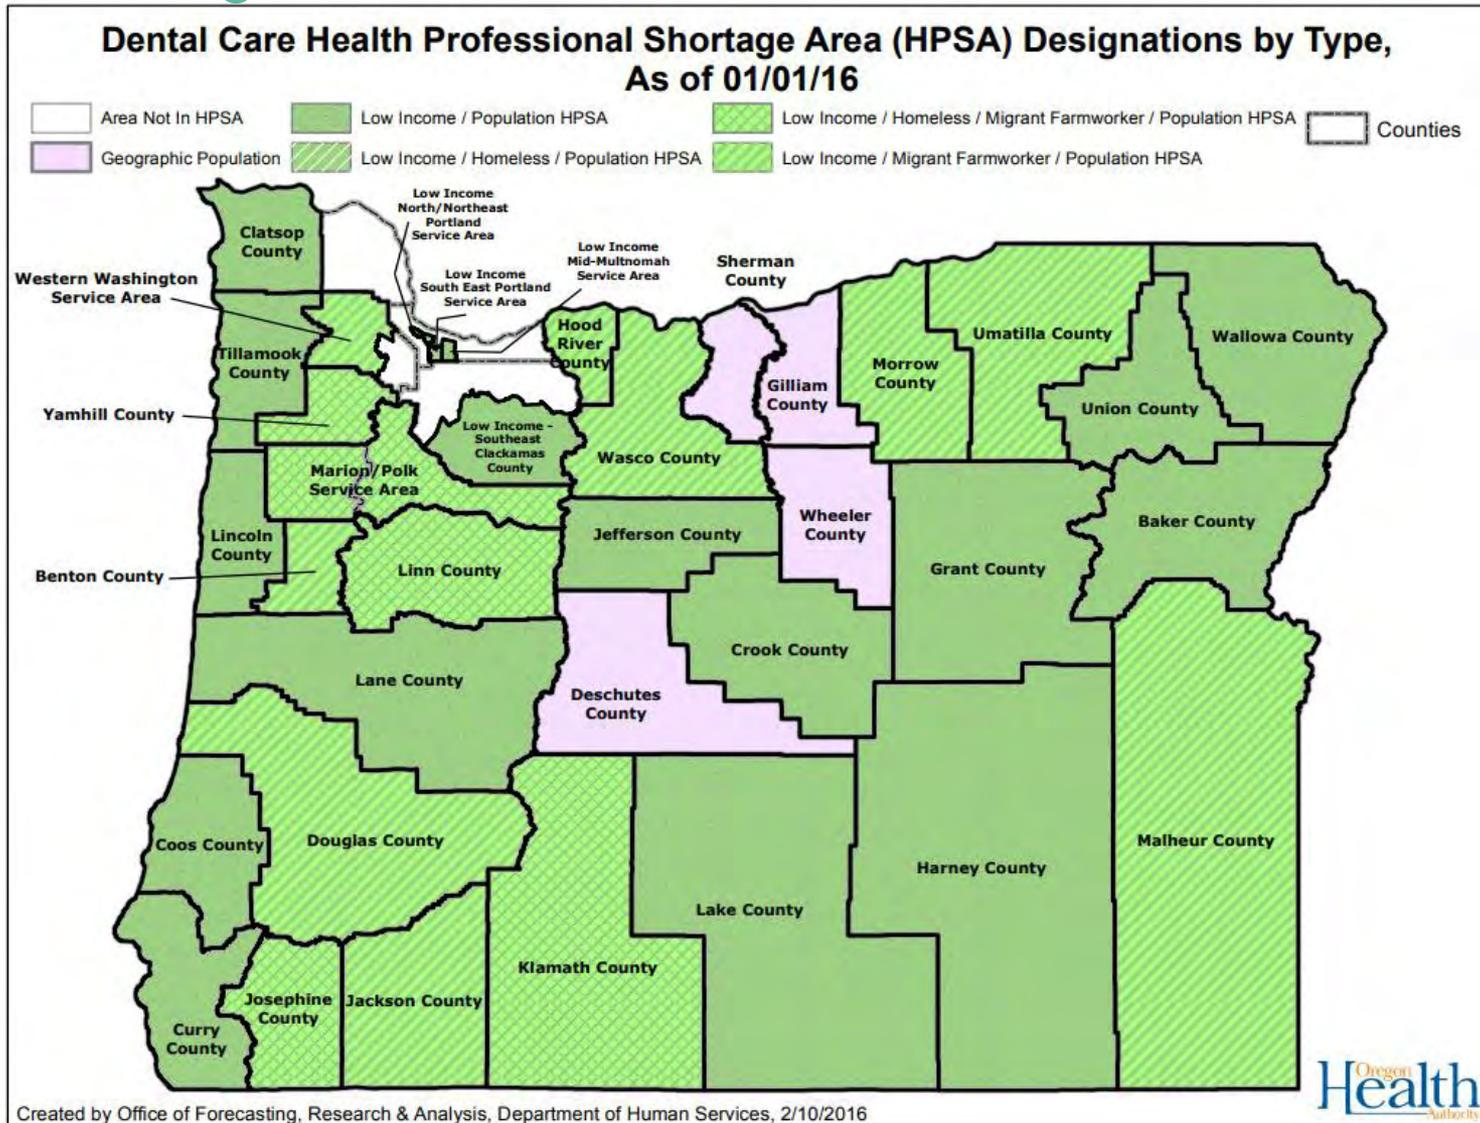 Dental Care Health Professional Shortage Area (HPSA) Designations by Type,
As of 01/01/16
Area Not In HPSA
Low Income / Population HPSA
Low Income / Homeless / Migrant Farmworker / Population HPSA
Counties
Geographic Population
Low Income / Homeless / Population HPSA
Low Income / Migrant Farmworker / Population HPSA
Low Income
North/Northeast
Portland
Service Area
Clatsop
County
Low Income
Mid-Multnomah
Service Area
Sherman
County
Western Washington
Service Area
Low Income
South East Portland
Service Area
Hood
River
County
Umatilla County
Wallowa County
Tillamook
County
Morrow
County
Gilliam
County
Union County
Yamhill County
Low Income -
Southeast
Clackamas
County
Wasco County
Marion/Polk
Service Area
Wheeler
County
Baker County
Lincoln
County
Jefferson County
Benton County
Linn County
Grant County
Crook County
Lane County
Deschutes
County
Coos County
Douglas County
Malheur County
Harney County
Lake County
Klamath County
Josephine
County
Jackson County
Curry
County
Oregon
Health
Authority
Created by Office of Forecasting, Research & Analysis, Department of Human Services, 2/10/2016